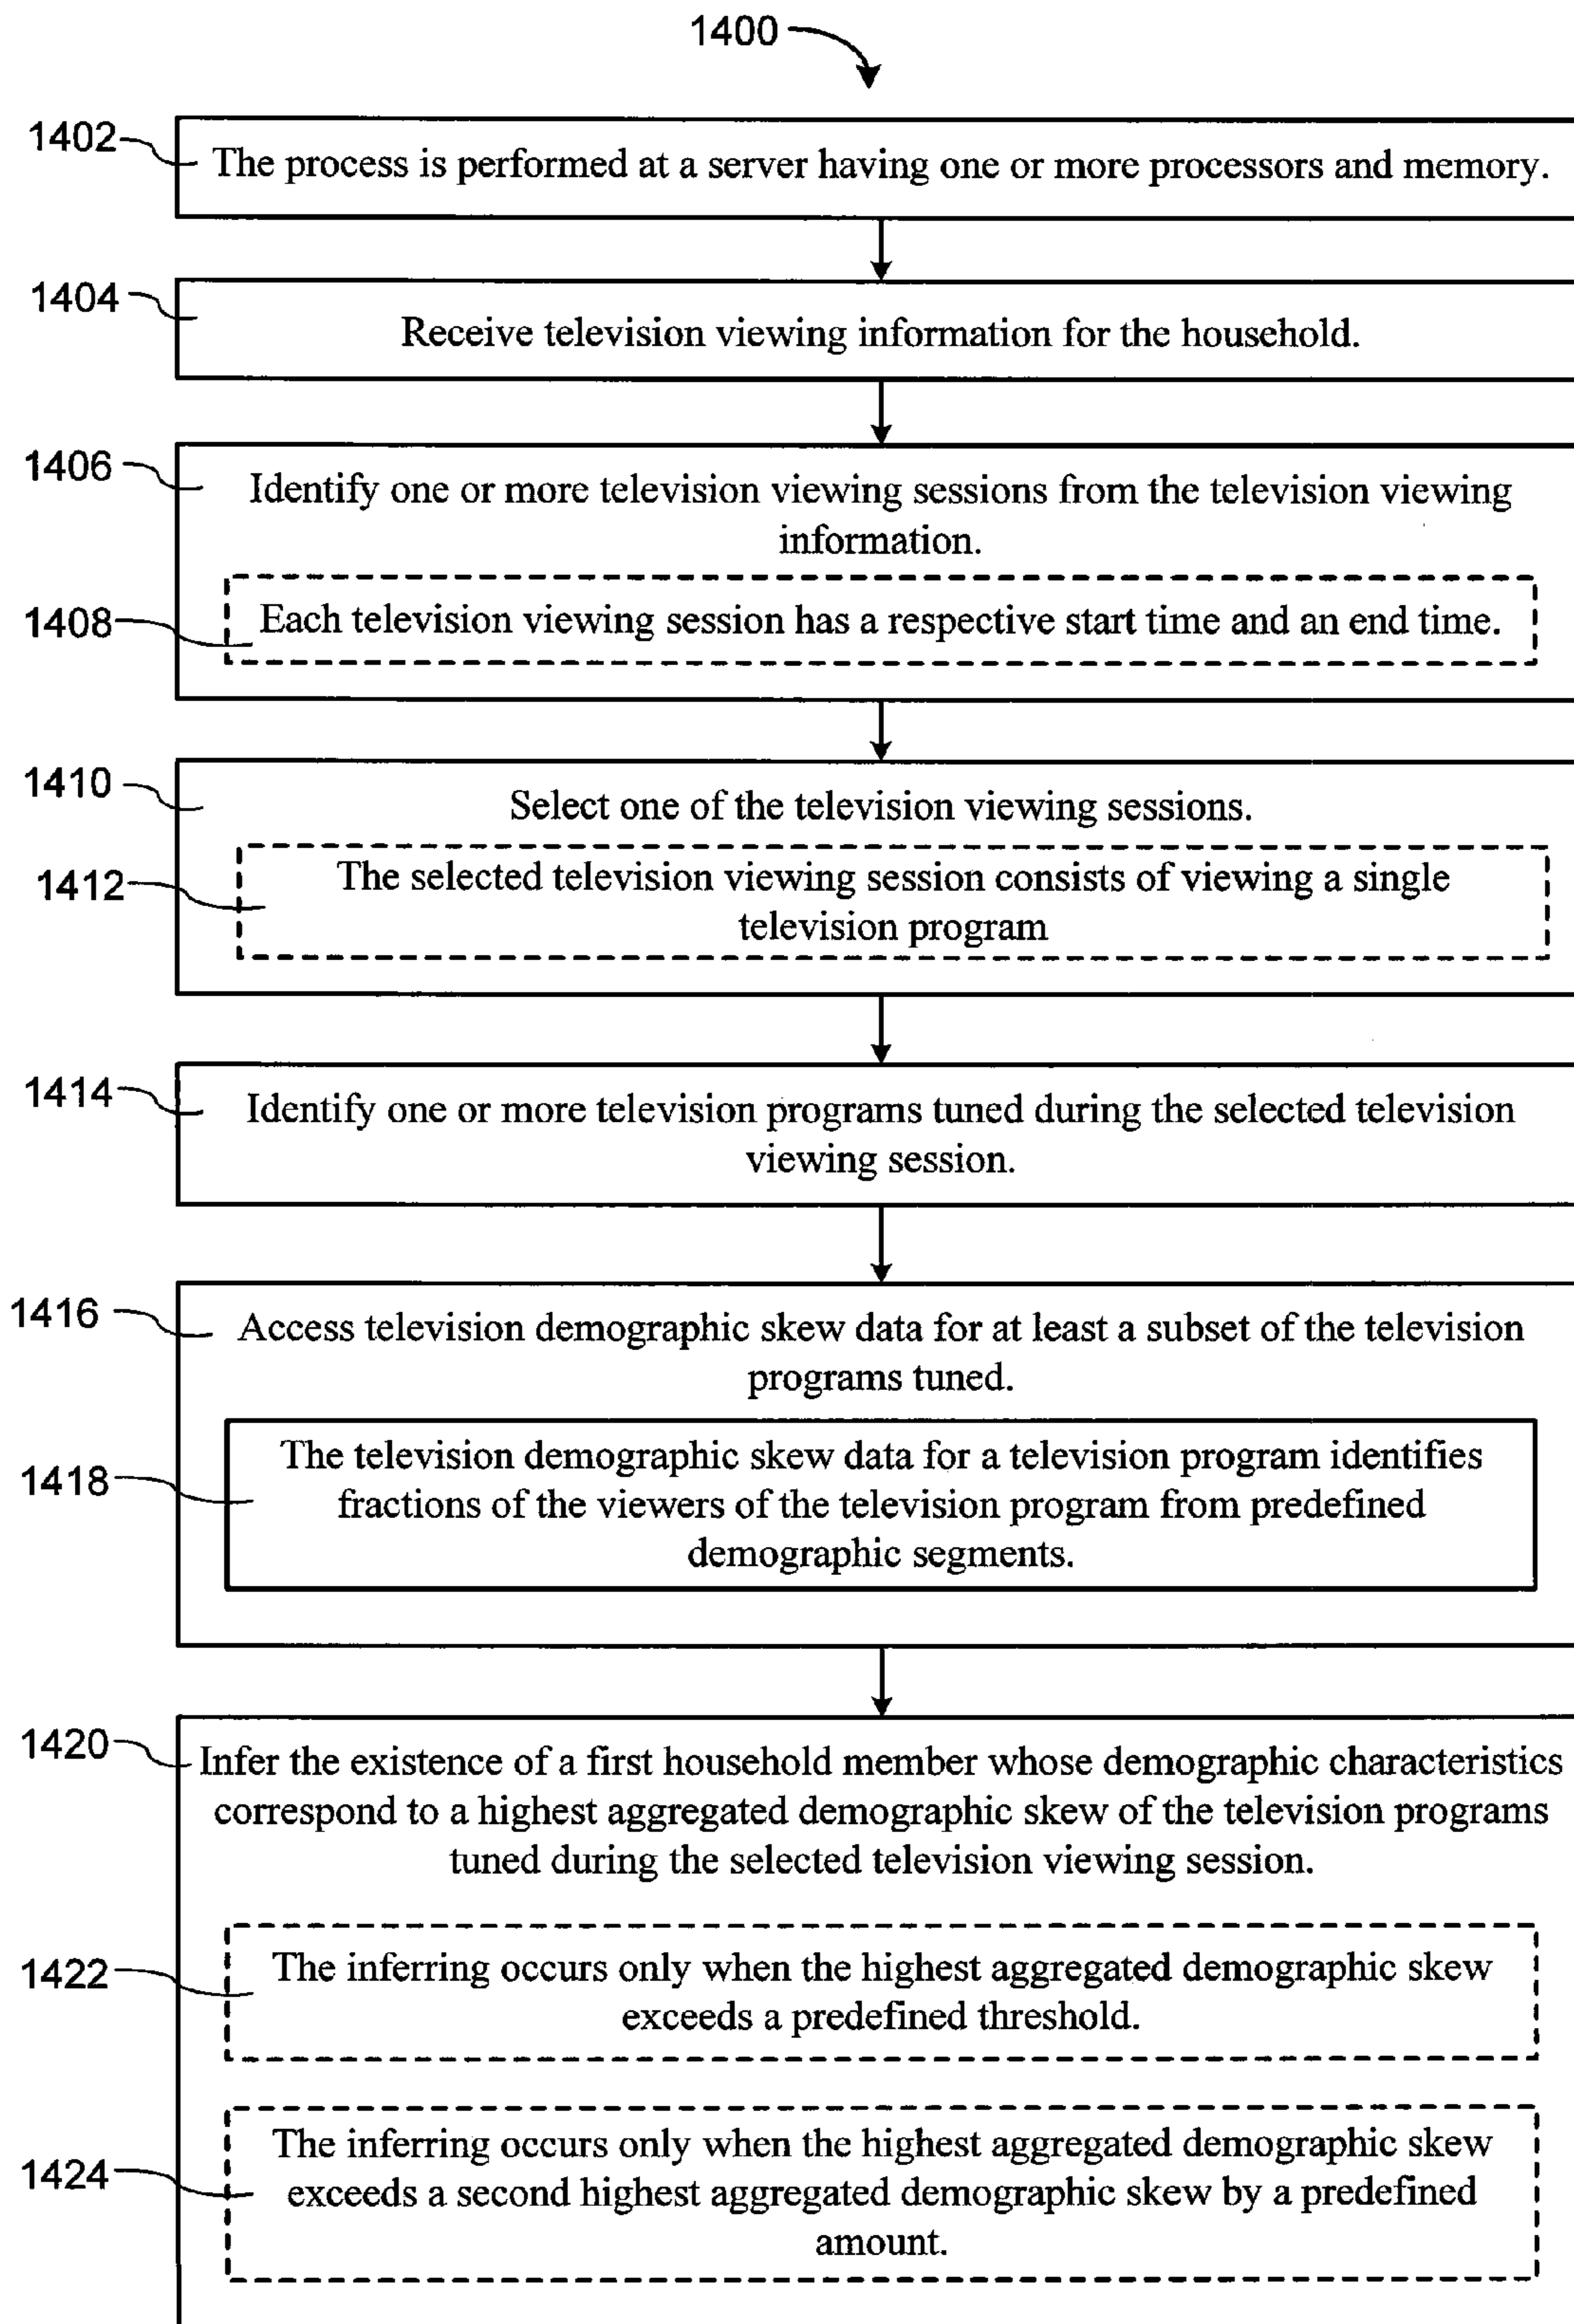 1400
1402
The process is performed at a server having one or more processors and memory.
1404
Receive television viewing information for the household.
1406
Identify one or more television viewing sessions from the television viewing
information.
1408
Each television viewing session has a respective start time and an end time.
1410
Select one of the television viewing sessions.
1412
The selected television viewing session consists of viewing a single
television program
1414
Identify one or more television programs tuned during the selected television
viewing session.
1416
Access television demographic skew data for at least a subset of the television
programs tuned.
1418
The television demographic skew data for a television program identifies
fractions of the viewers of the television program from predefined
demographic segments.
1420
Infer the existence of a first household member whose demographic characteristics
correspond to a highest aggregated demographic skew of the television programs
tuned during the selected television viewing session.
1422
The inferring occurs only when the highest aggregated demographic skew
exceeds a predefined threshold.
1424
The inferring occurs only when the highest aggregated demographic skew
exceeds a second highest aggregated demographic skew by a predefined
amount.